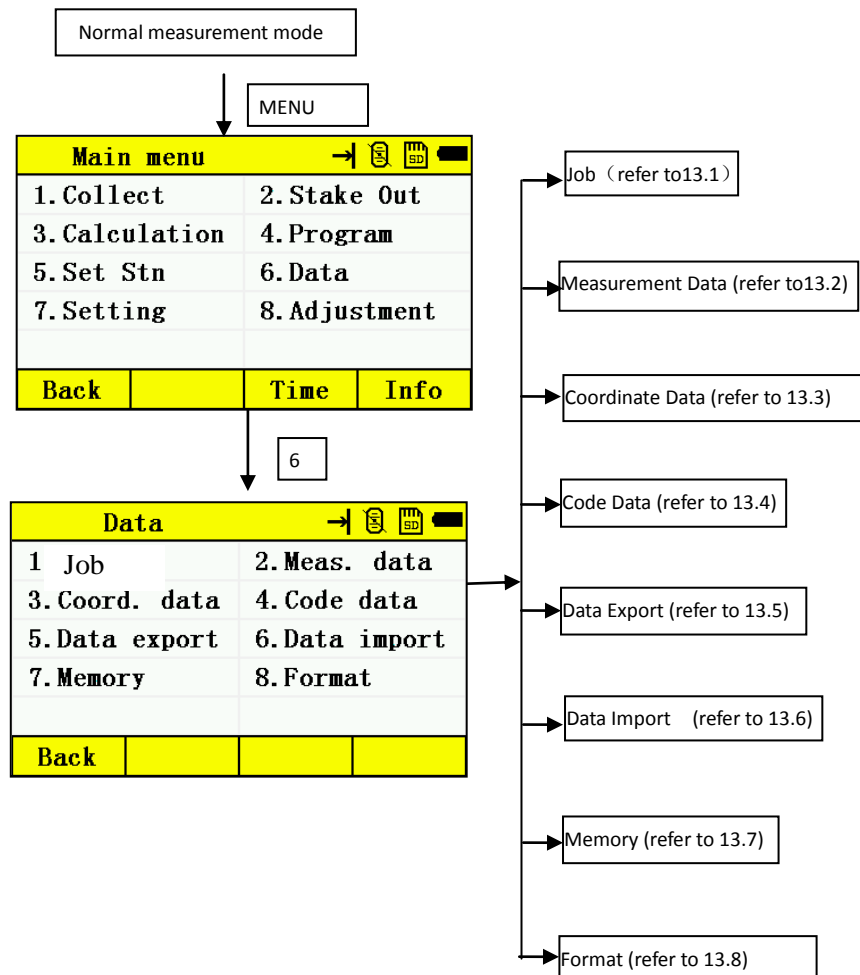 Normal measurement mode
MENU
Main menu
SD
1.Collect 2.Stake Out
3.Calculation 4.Program
5.Set Stn 6.Data
7.Setting 8.Adjustment
Back Time Info
6
Data
SD
1 Job 2.Meas. data
3.Coord. data 4.Code data
5.Data export 6.Data import
7.Memory 8.Format
Back
Job（refer to13.1）
Measurement Data (refer to13.2)
Coordinate Data (refer to 13.3)
Code Data (refer to 13.4)
Data Export (refer to 13.5)
Data Import (refer to 13.6)
Memory (refer to 13.7)
Format (refer to 13.8)